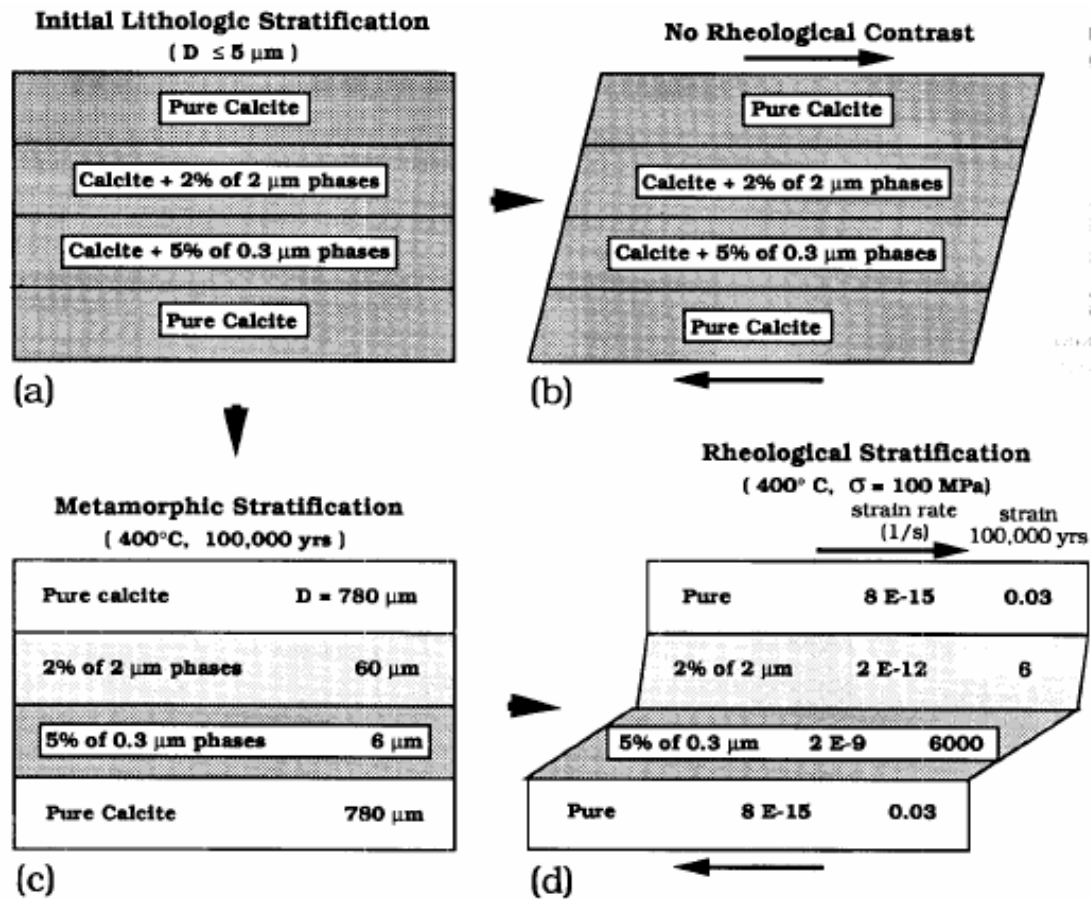 Initial Lithologic Stratification
( D ≤ 5 μm )
Pure Calcite
Calcite + 2% of 2 μm phases
Calcite + 5% of 0.3 μm phases
Pure Calcite
(a)
No Rheological Contrast
Pure Calcite
Calcite + 2% of 2 μm phases
Calcite + 5% of 0.3 μm phases
Pure Calcite
(b)
Metamorphic Stratification
( 400°C, 100,000 yrs )
Pure calcite D = 780 μm
2% of 2 μm phases 60 μm
5% of 0.3 μm phases 6 μm
Pure Calcite 780 μm
(c)
Rheological Stratification
( 400° C, σ = 100 MPa)
strain rate strain
(1/s) 100,000 yrs
Pure 8 E-15 0.03
2% of 2 μm 2 E-12 6
5% of 0.3 μm 2 E-9 6000
Pure 8 E-15 0.03
(d)